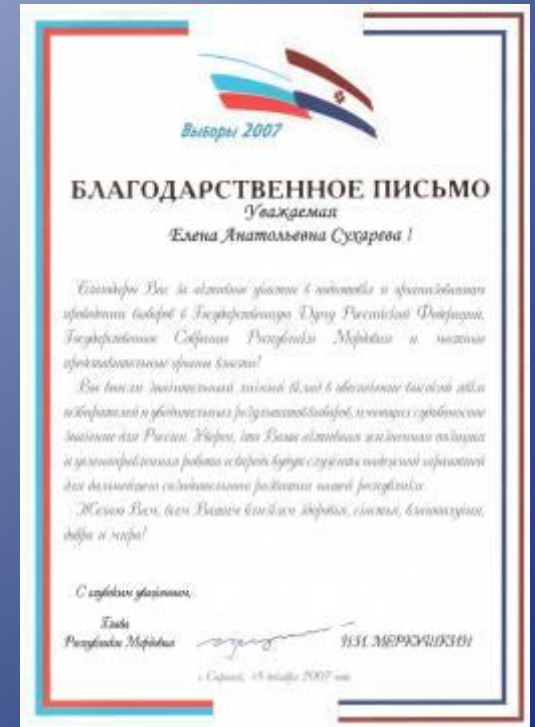 Выборы 2007
БЛАГОДАРСТВЕННОЕ ПИСЬМО
Уважаемая
Елена Анатольевна Сухарева !
Благодарю Вас за активное участие в подготовке и организованном
проведении выборов в Государственную Думу Российской Федерации,
Государственное Собрание Республики Мордовия и местные
представительные органы власти!
Вы внесли значительный личный вклад в обеспечение высокой явки
избирателей и убедительных результатов выборов, имеющих судьбоносное
значение для России. Уверен, что Ваша активная жизненная позиция
и целенаправленная работа и впредь будут служить надежной гарантией
для дальнейшего созидательного развития нашей республики.
Желаю Вам, всем Вашим близким здоровья, счастья, благополучия,
добра и мира!
С глубоким уважением,
Глава
Республики Мордовия
Н.И. МЕРКУШКИН
г. Саранск, декабря 2007 года